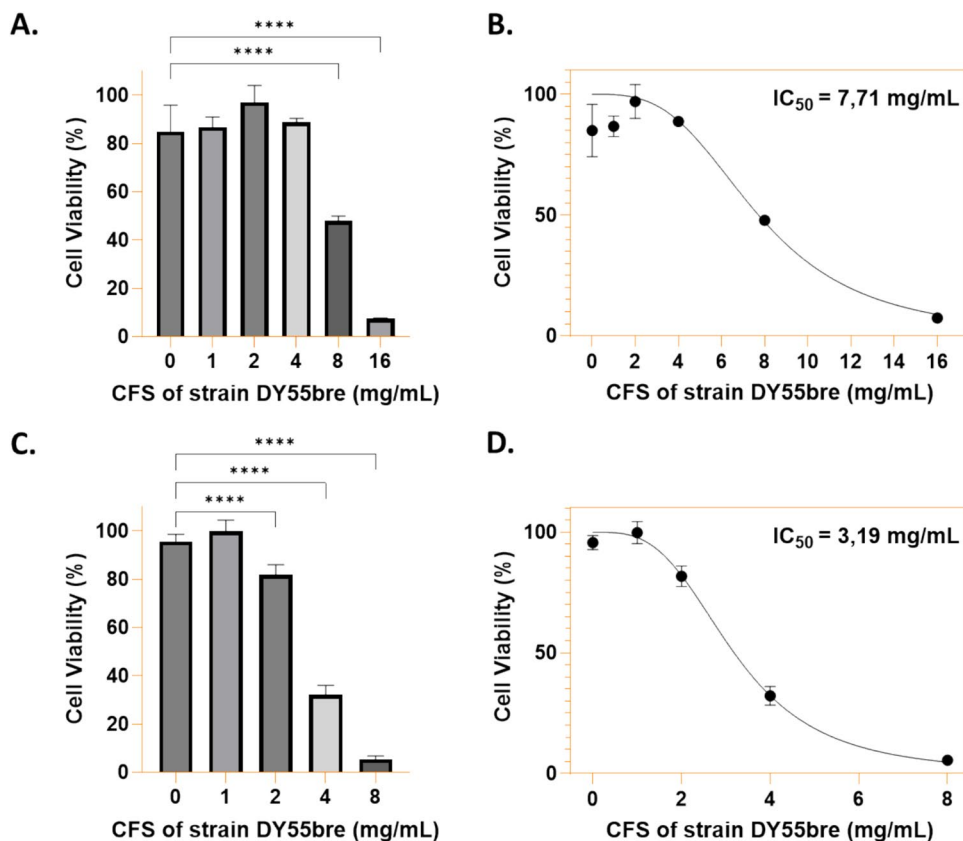 A.
****
****
100
80
60
40
20
0
Cell Viability (%)
0 1 2 4 8 16
CFS of strain DY55bre (mg/mL)
B.
IC50 = 7,71 mg/mL
100
50
0
Cell Viability (%)
0 2 4 6 8 10 12 14 16
CFS of strain DY55bre (mg/mL)
C.
****
****
****
100
80
60
40
20
0
Cell Viability (%)
0 1 2 4 8
CFS of strain DY55bre (mg/mL)
D.
IC50 = 3,19 mg/mL
100
50
0
Cell Viability (%)
0 2 4 6 8
CFS of strain DY55bre (mg/mL)